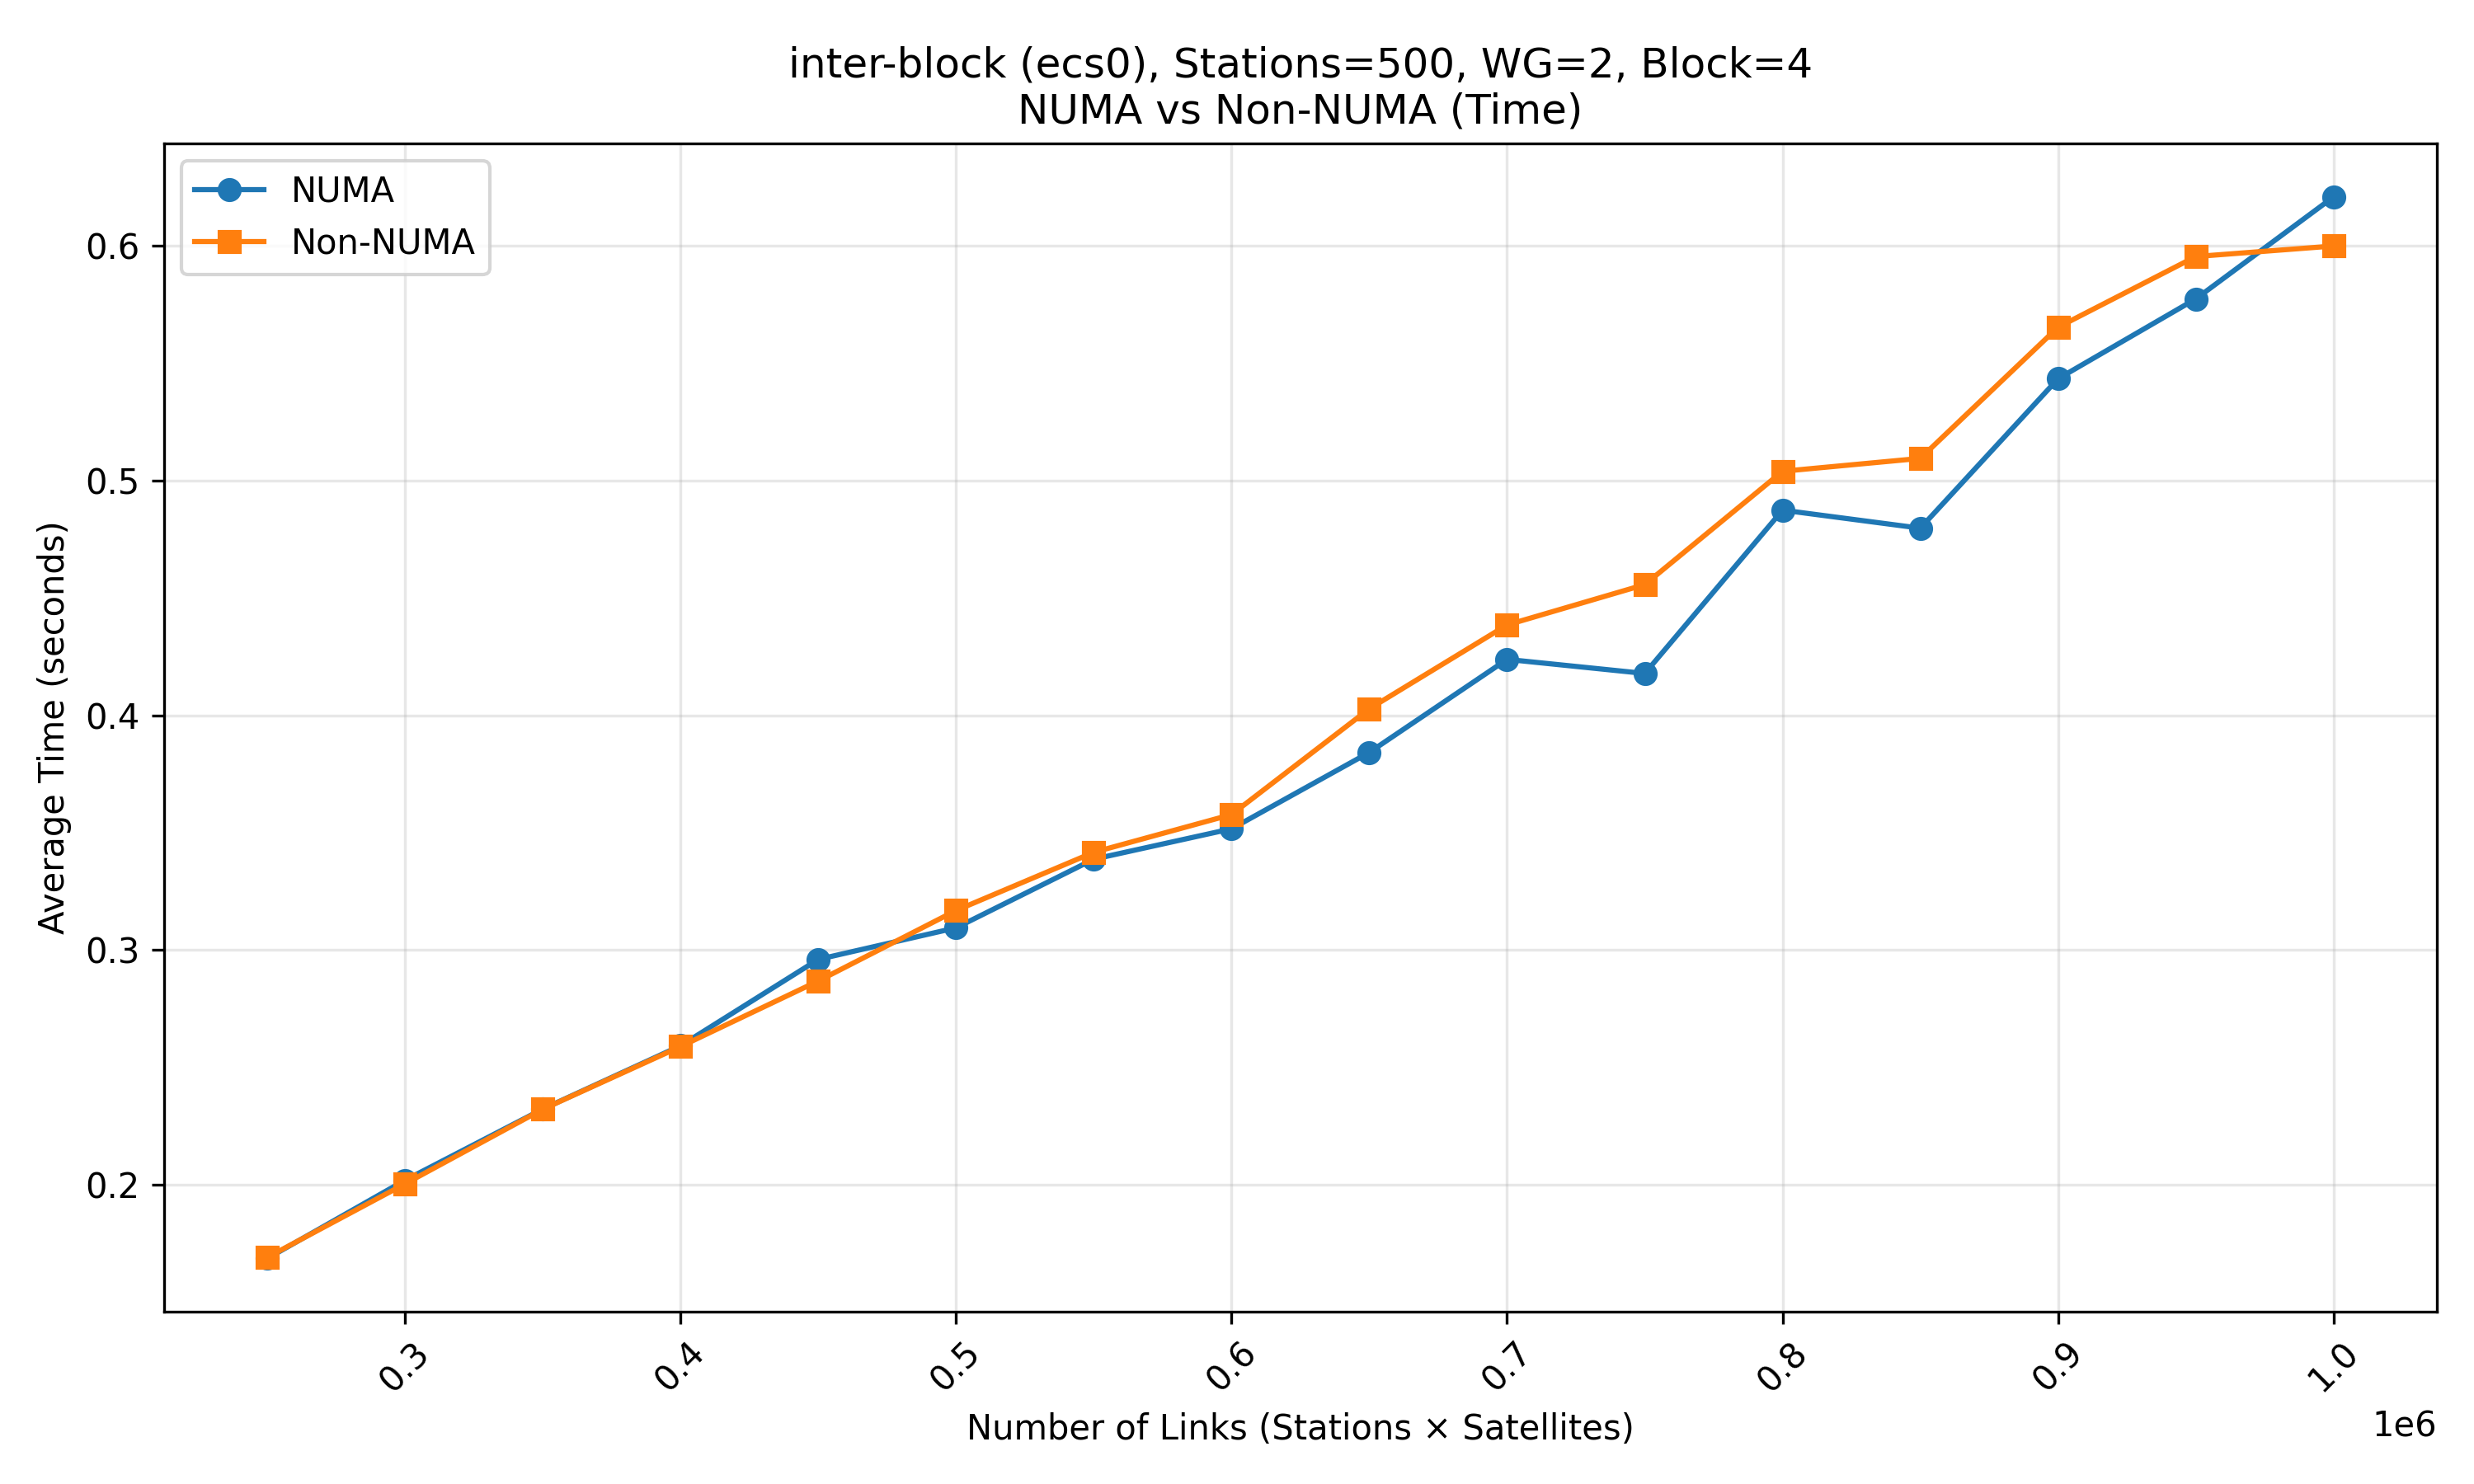 inter-block (ecs0), Stations=500, WG=2, Block=4
NUMA vs Non-NUMA (Time)
NUMA
Non-NUMA
0.6
0.5
0.4
0.3
0.2
Average Time (seconds)
0.3
0.4
0.5
0.6
0.7
0.8
0.9
1.0
1e6
Number of Links (Stations × Satellites)